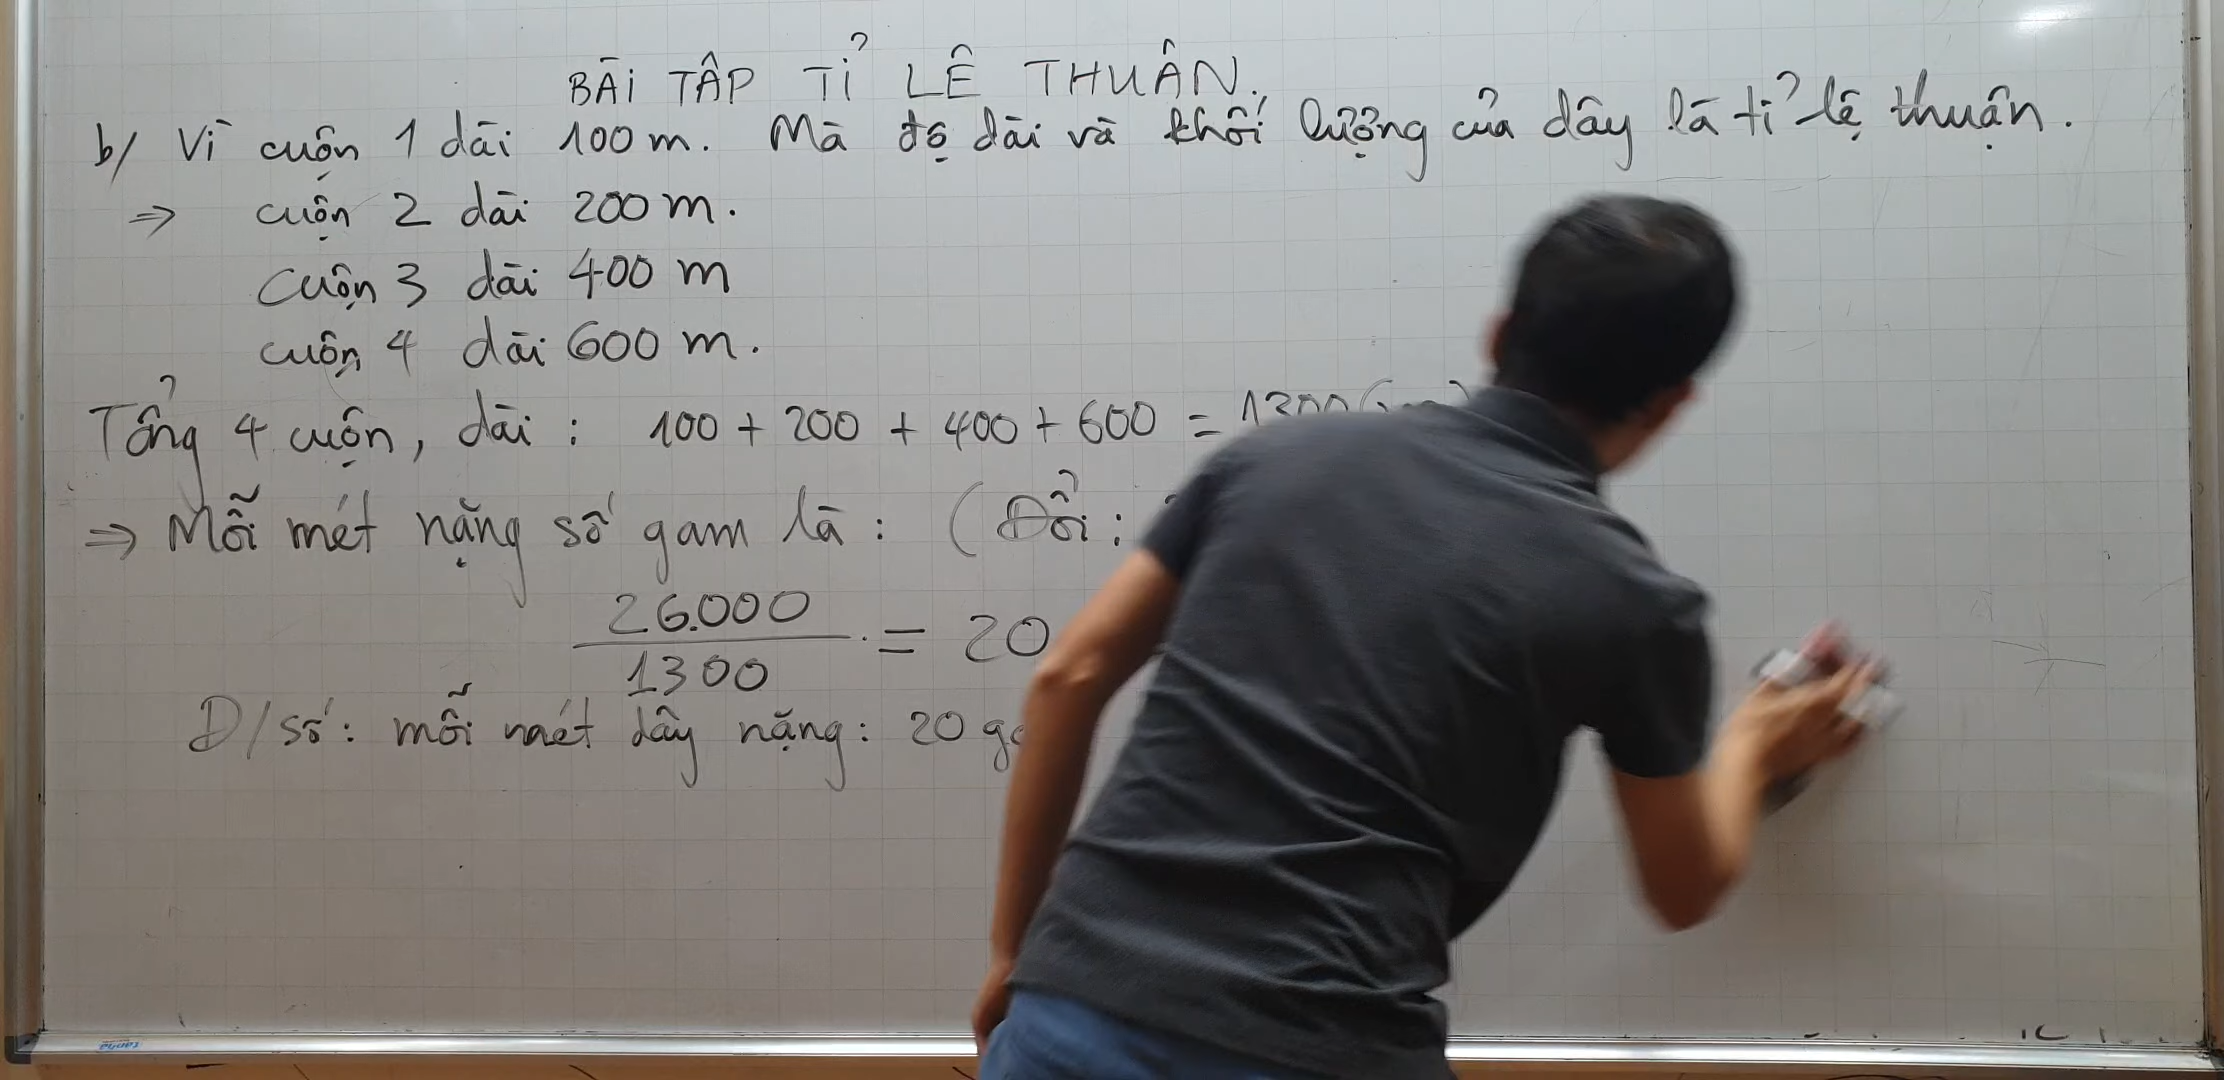 BÀI TẬP TỈ LỆ THUẬN.
b/ Vì cuộn 1 dài 100 m. Mà độ dài và khối lượng của dây là tỉ lệ thuận.
⇒ cuộn 2 dài 200 m.
cuộn 3 dài 400 m
cuộn 4 dài 600 m.
Tổng 4 cuộn, dài : 100 + 200 + 400 + 600 = 1300 (m)
⇒ Mỗi mét nặng số gam là : (Đổi :
26.000
1300
= 20
Đ/số: mỗi mét dây nặng: 20